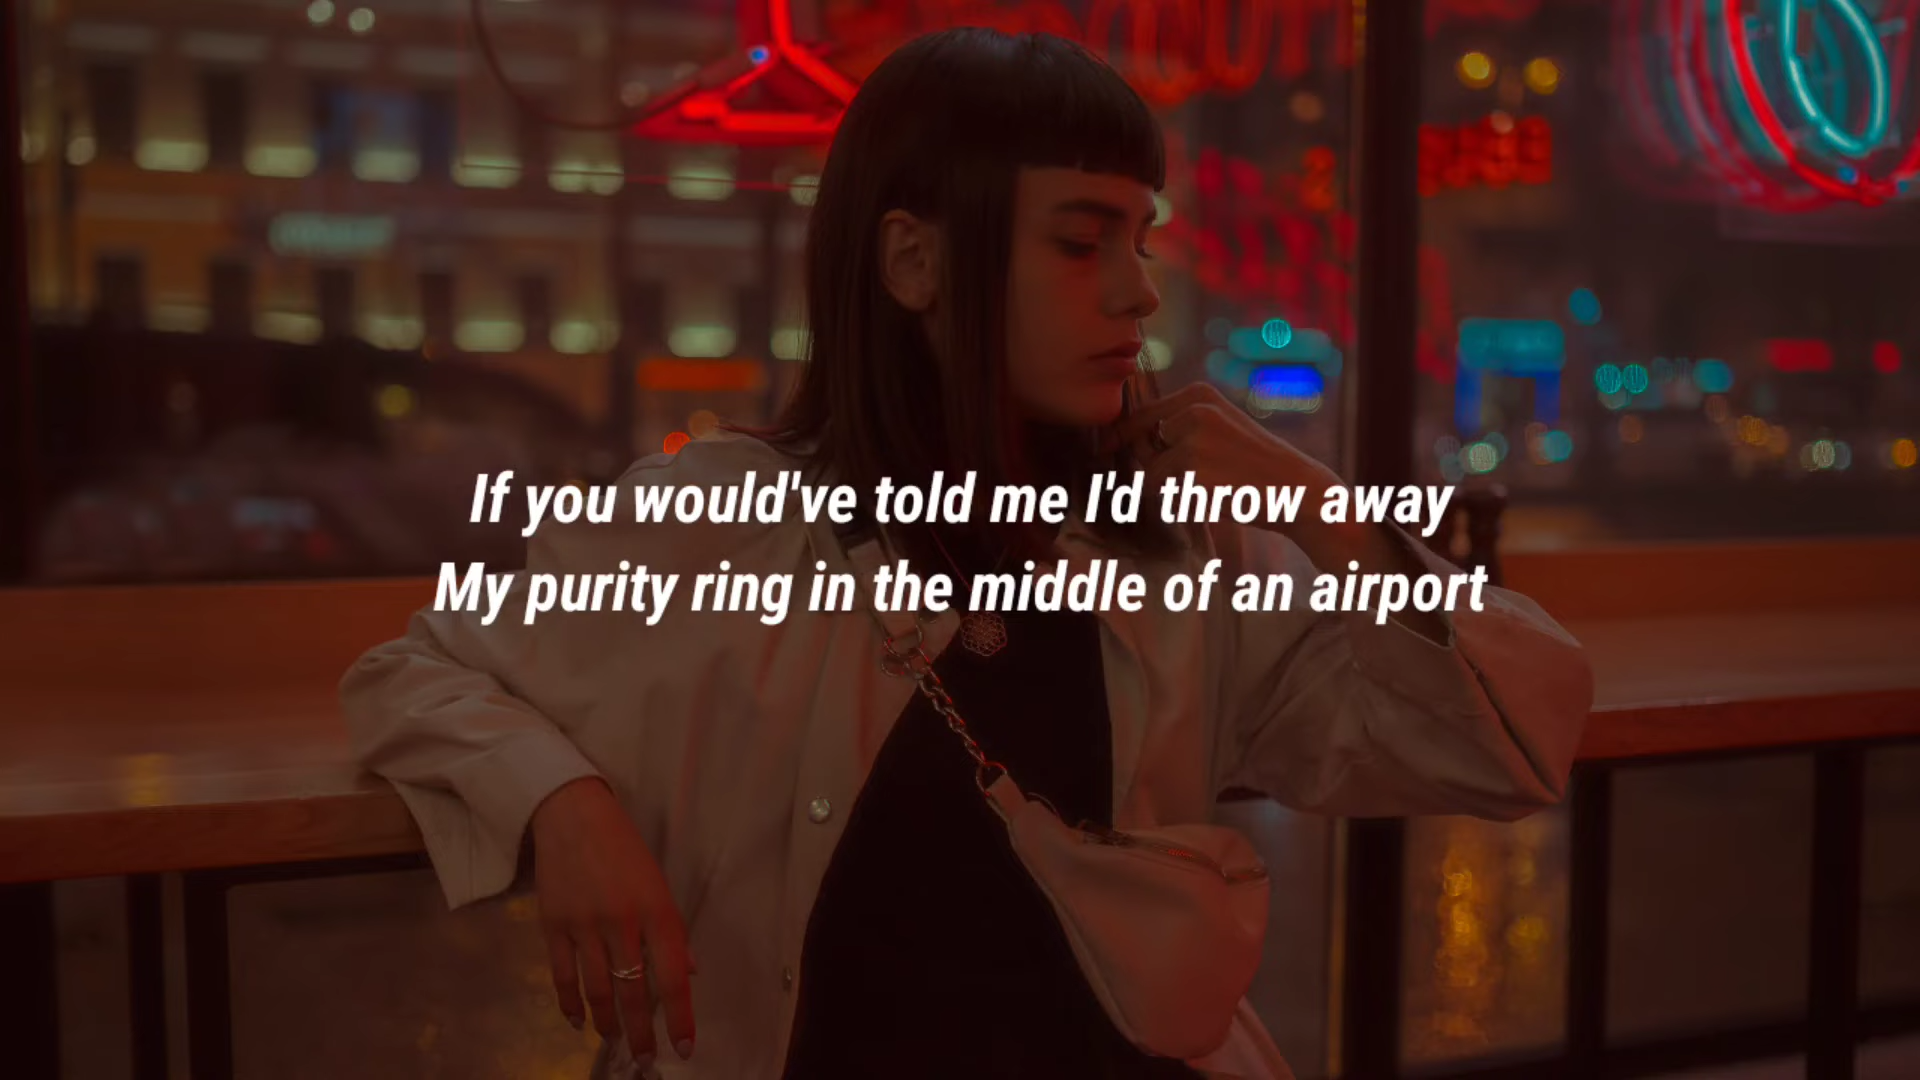 If you would've told me I'd throw away
My purity ring in the middle of an airport